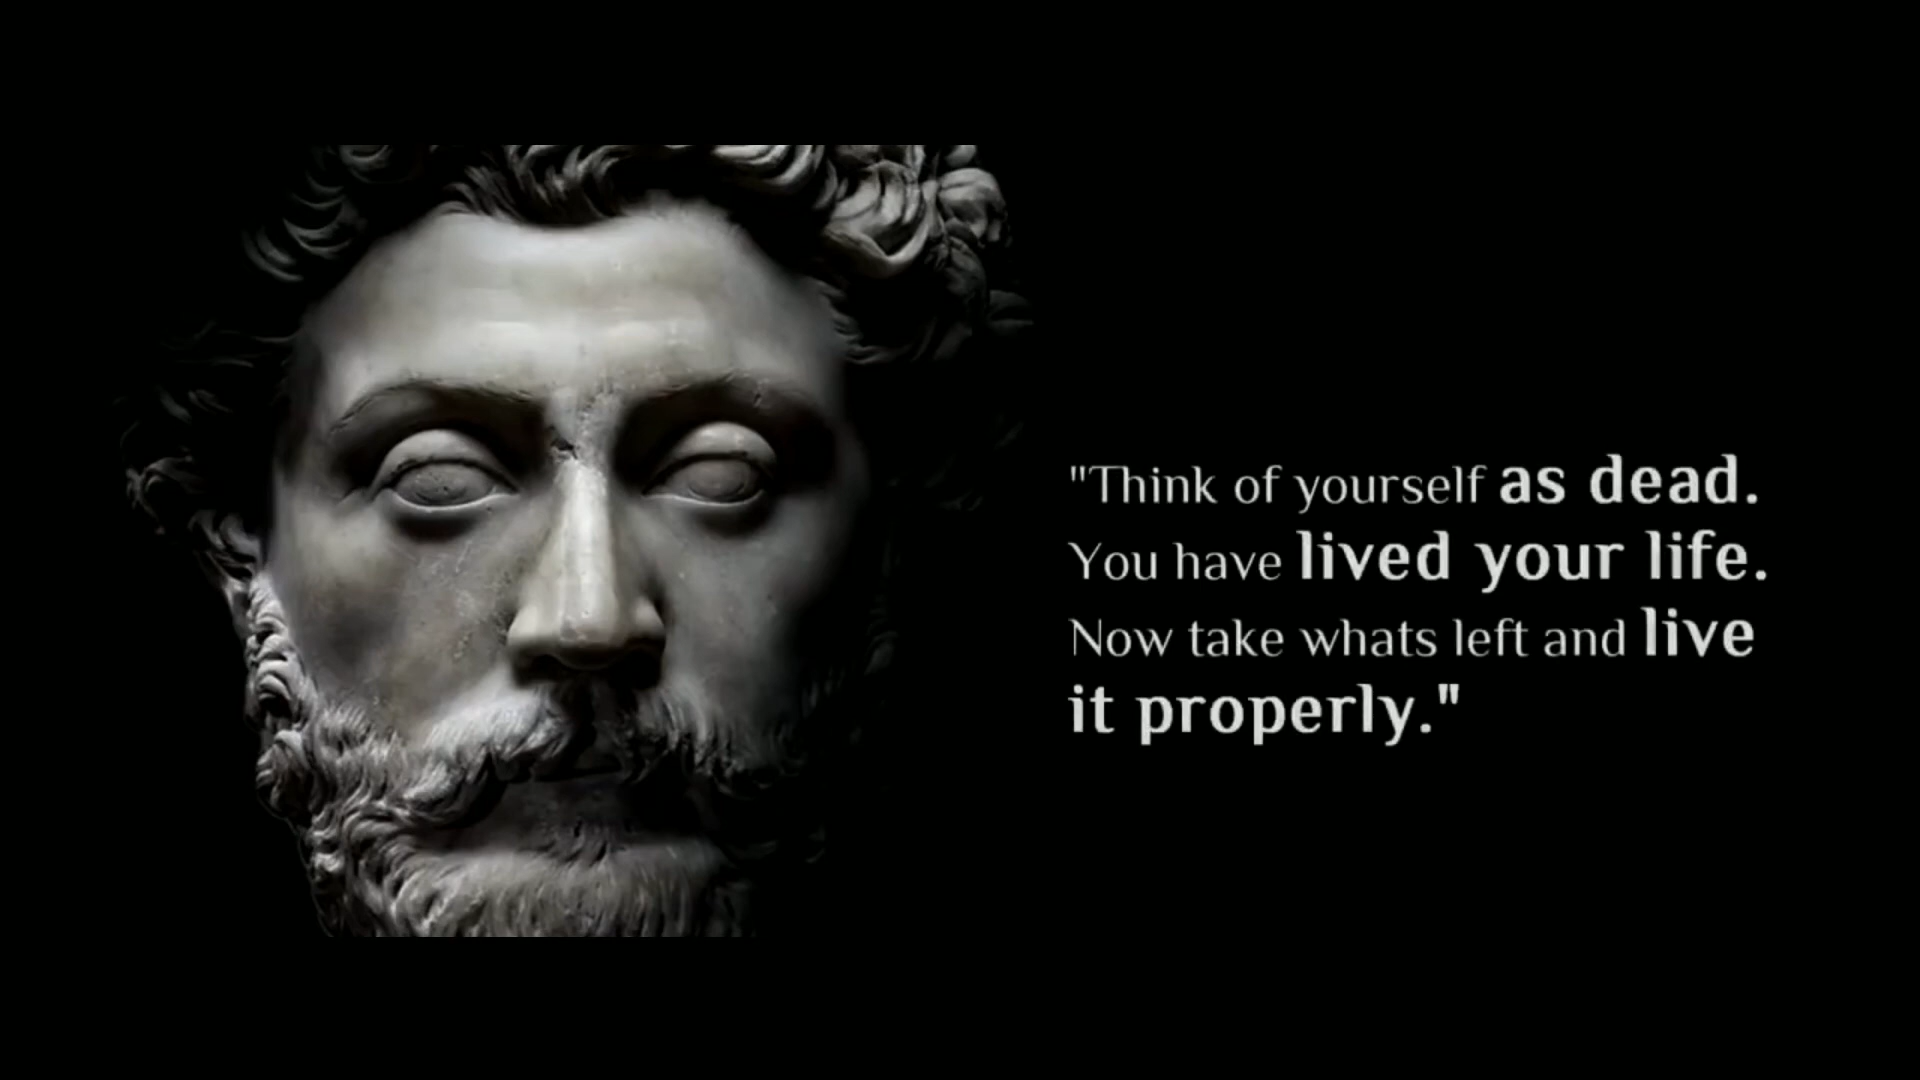 "Think of yourself as dead.
You have lived your life.
Now take whats left and live
it properly."